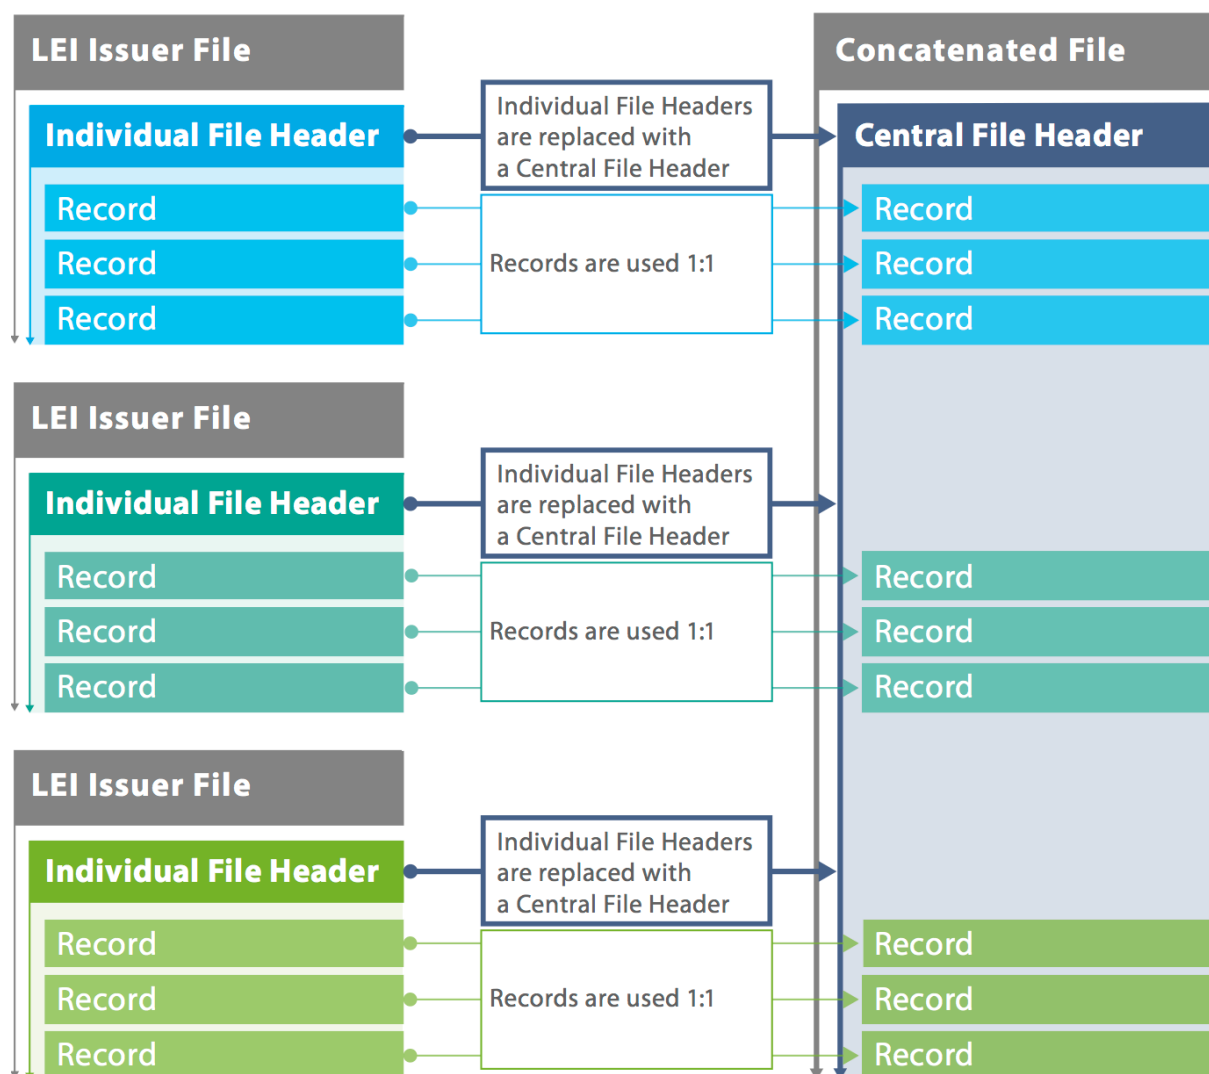 LEI Issuer File
Concatenated File
Individual File Header
Individual File Headers
are replaced with
a Central File Header
Central File Header
Record
Record
Record
Records are used 1:1
Record
Record
Record
LEI Issuer File
Individual File Header
Individual File Headers
are replaced with
a Central File Header
Record
Record
Record
Records are used 1:1
Record
Record
Record
LEI Issuer File
Individual File Header
Individual File Headers
are replaced with
a Central File Header
Record
Record
Record
Records are used 1:1
Record
Record
Record